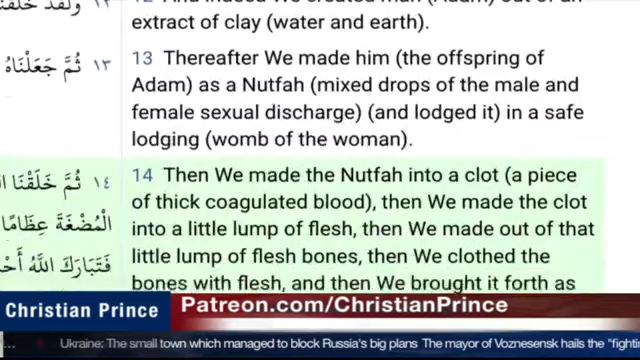 12 And indeed We created man (Adam) out of an
extract of clay (water and earth).
١٣ ثُمَّ جَعَلْنَاهُ
13 Thereafter We made him (the offspring of
Adam) as a Nutfah (mixed drops of the male and
female sexual discharge) (and lodged it) in a safe
lodging (womb of the woman).
١٤ ثُمَّ خَلَقْنَا
الْمُضْغَةَ عِظَامًا
فَتَبَارَكَ اللَّهُ
14 Then We made the Nutfah into a clot (a piece
of thick coagulated blood), then We made the clot
into a little lump of flesh, then We made out of that
little lump of flesh bones, then We clothed the
bones with flesh, and then We brought it forth as
Christian Prince
Patreon.com/ChristianPrince
Ukraine: The small town which managed to block Russia's big plans The mayor of Voznesensk hails the "fightin